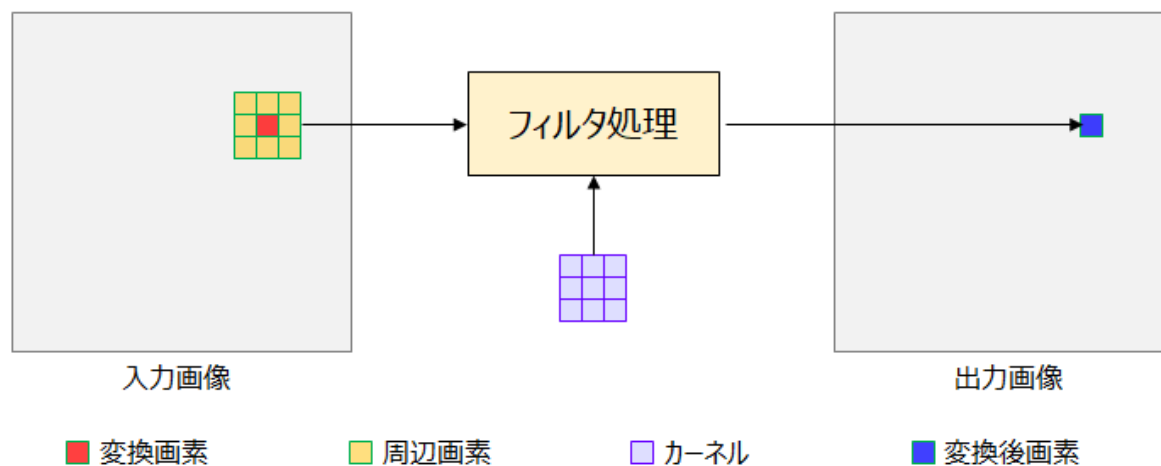 フィルタ処理
入力画像
出力画像
変換画素
周辺画素
カーネル
変換後画素